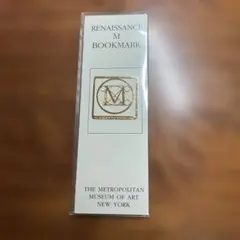 RENAISSANCE
M
BOOKMARK
M
THE METROPOLITAN
MUSEUM OF ART
NEW YORK